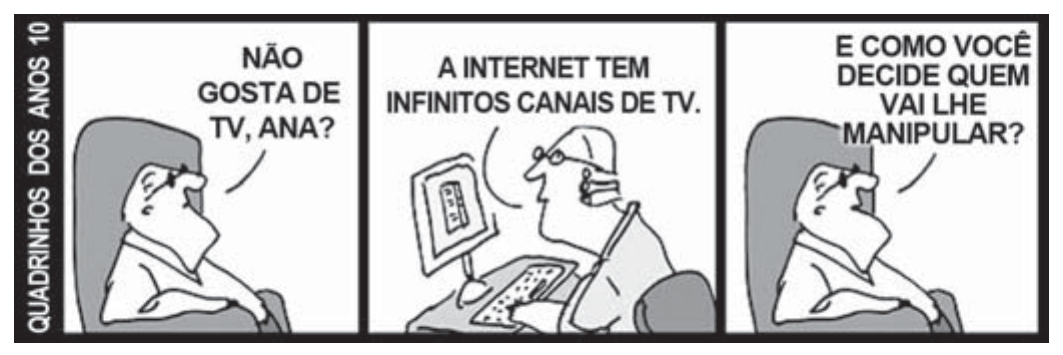 QUADRINHOS DOS ANOS 10
NÃO
GOSTA DE
TV, ANA?
A INTERNET TEM
INFINITOS CANAIS DE TV.
E COMO VOCÊ
DECIDE QUEM
VAI LHE
MANIPULAR?